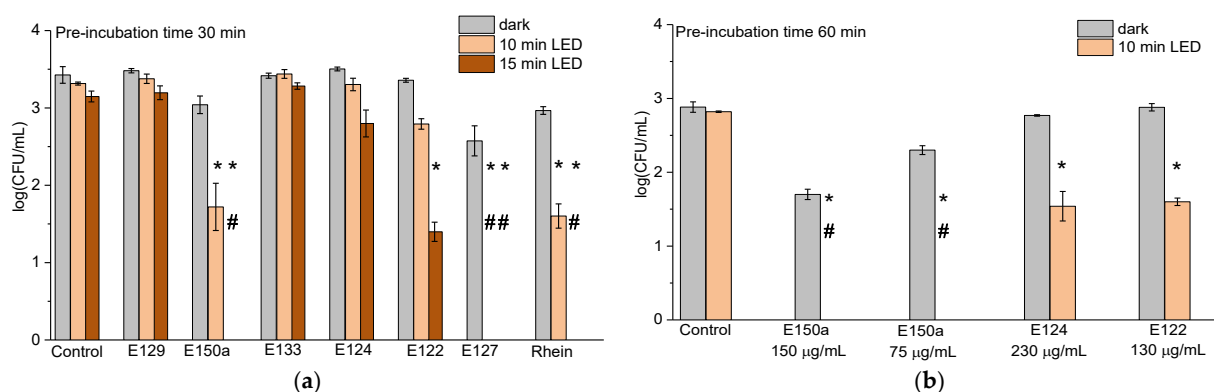 Pre-incubation time 30 min
dark
10 min LED
15 min LED
log(CFU/mL)
4
3
2
1
0
* *
#
*
* *
##
* *
#
Control E129 E150a E133 E124 E122 E127 Rhein
(a)
Pre-incubation time 60 min
dark
10 min LED
log(CFU/mL)
4
3
2
1
0
*
#
*
#
*
*
Control E150a E150a E124 E122
150 µg/mL 75 µg/mL 230 µg/mL 130 µg/mL
(b)